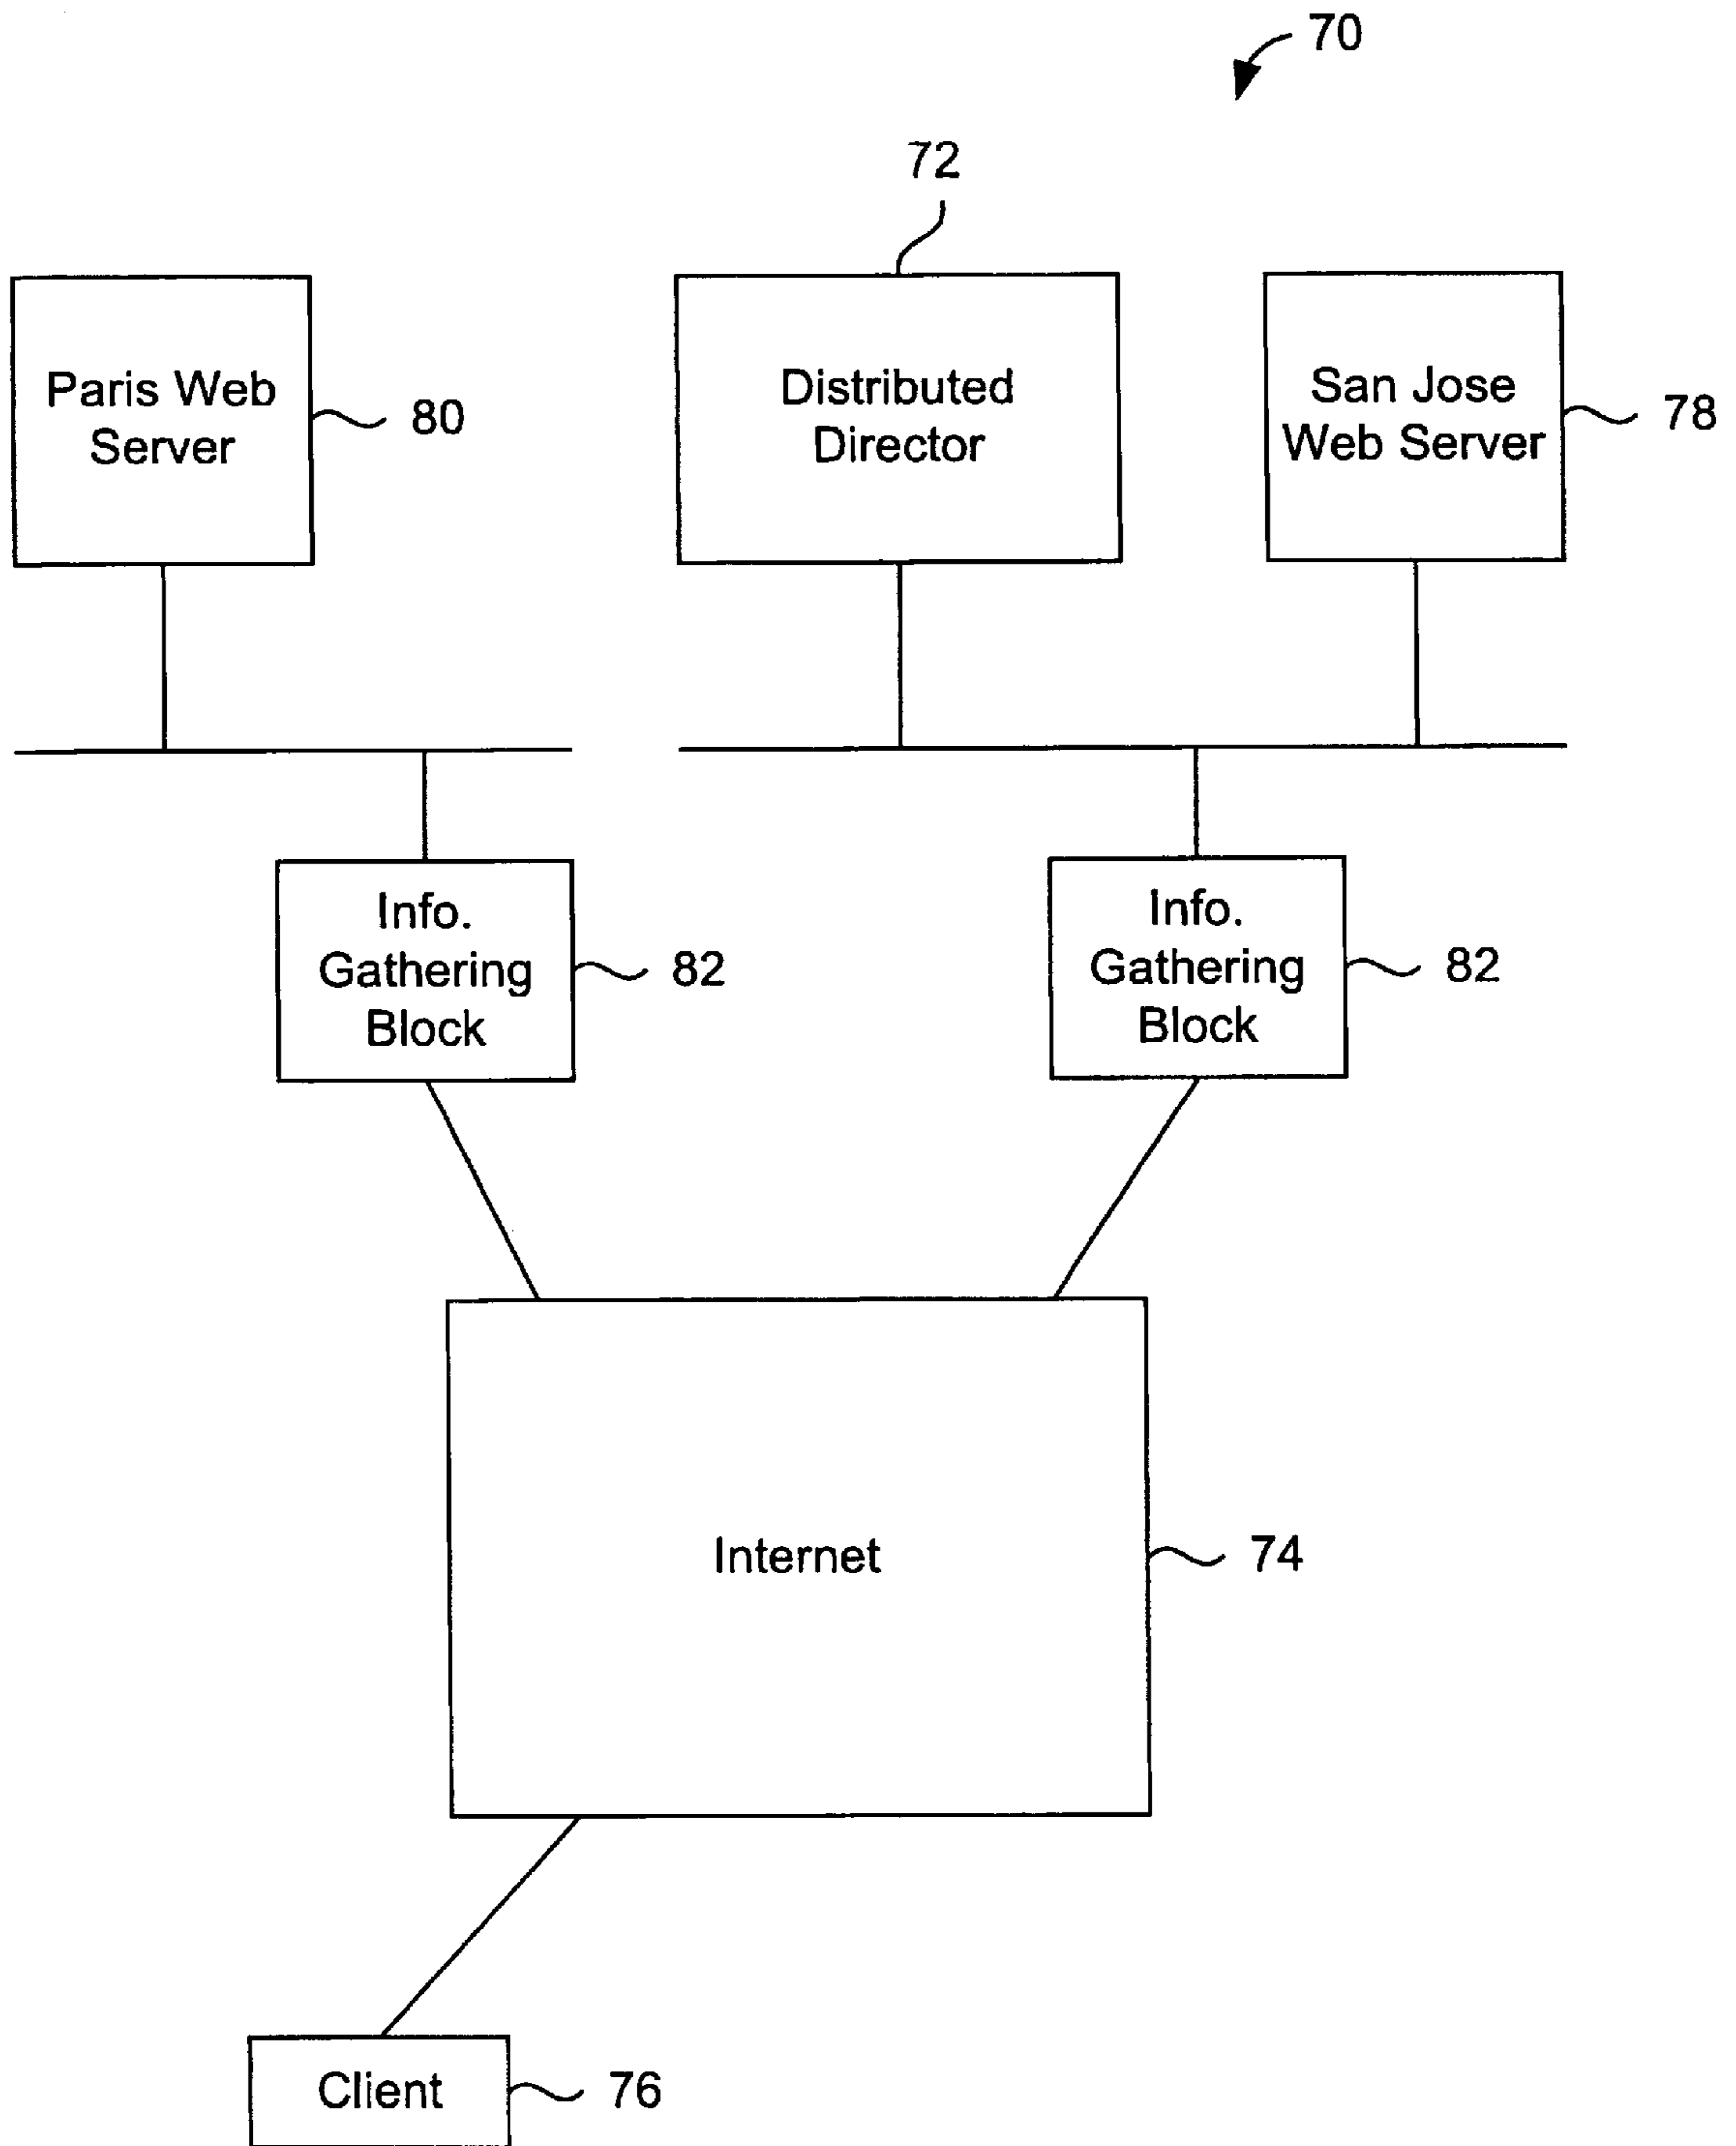 70
72
Paris Web
Server
80
Distributed
Director
San Jose
Web Server
78
Info.
Gathering
Block
82
Info.
Gathering
Block
82
Internet
74
Client
76